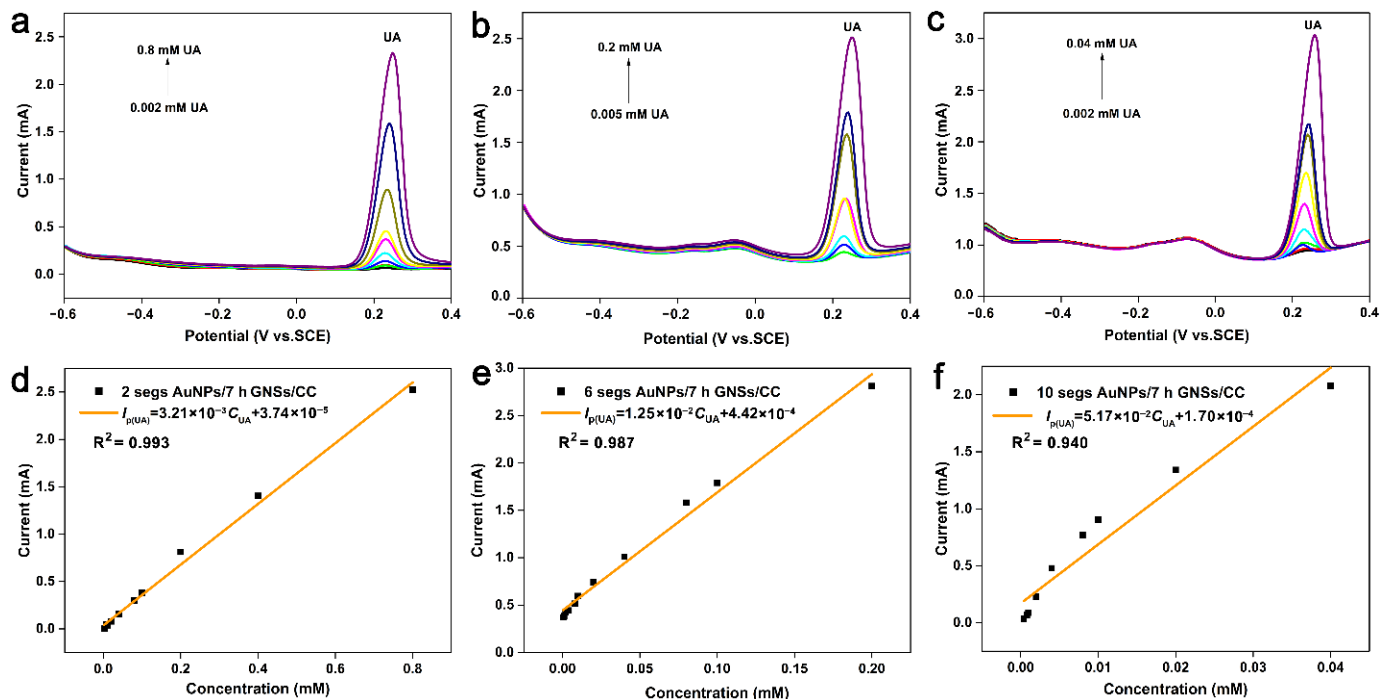 a
UA
0.8 mM UA
0.002 mM UA
Current (mA)
2.5
2.0
1.5
1.0
0.5
0.0
−0.6 −0.4 −0.2 0.0 0.2 0.4
Potential (V vs.SCE)
b
UA
0.2 mM UA
0.005 mM UA
Current (mA)
2.5
2.0
1.5
1.0
0.5
0.0
−0.6 −0.4 −0.2 0.0 0.2 0.4
Potential (V vs.SCE)
c
UA
0.04 mM UA
0.002 mM UA
Current (mA)
3.0
2.5
2.0
1.5
1.0
0.5
−0.6 −0.4 −0.2 0.0 0.2 0.4
Potential (V vs.SCE)
d
2 segs AuNPs/7 h GNSs/CC
I_p(UA)=3.21×10⁻³C_UA+3.74×10⁻⁵
R² = 0.993
Current (mA)
2.5
2.0
1.5
1.0
0.5
0.0
0.0 0.2 0.4 0.6 0.8
Concentration (mM)
e
6 segs AuNPs/7 h GNSs/CC
I_p(UA)=1.25×10⁻²C_UA+4.42×10⁻⁴
R² = 0.987
Current (mA)
3.0
2.5
2.0
1.5
1.0
0.5
0.0
0.00 0.05 0.10 0.15 0.20
Concentration (mM)
f
10 segs AuNPs/7 h GNSs/CC
I_p(UA)=5.17×10⁻²C_UA+1.70×10⁻⁴
R² = 0.940
Current (mA)
2.0
1.5
1.0
0.5
0.0
0.00 0.01 0.02 0.03 0.04
Concentration (mM)